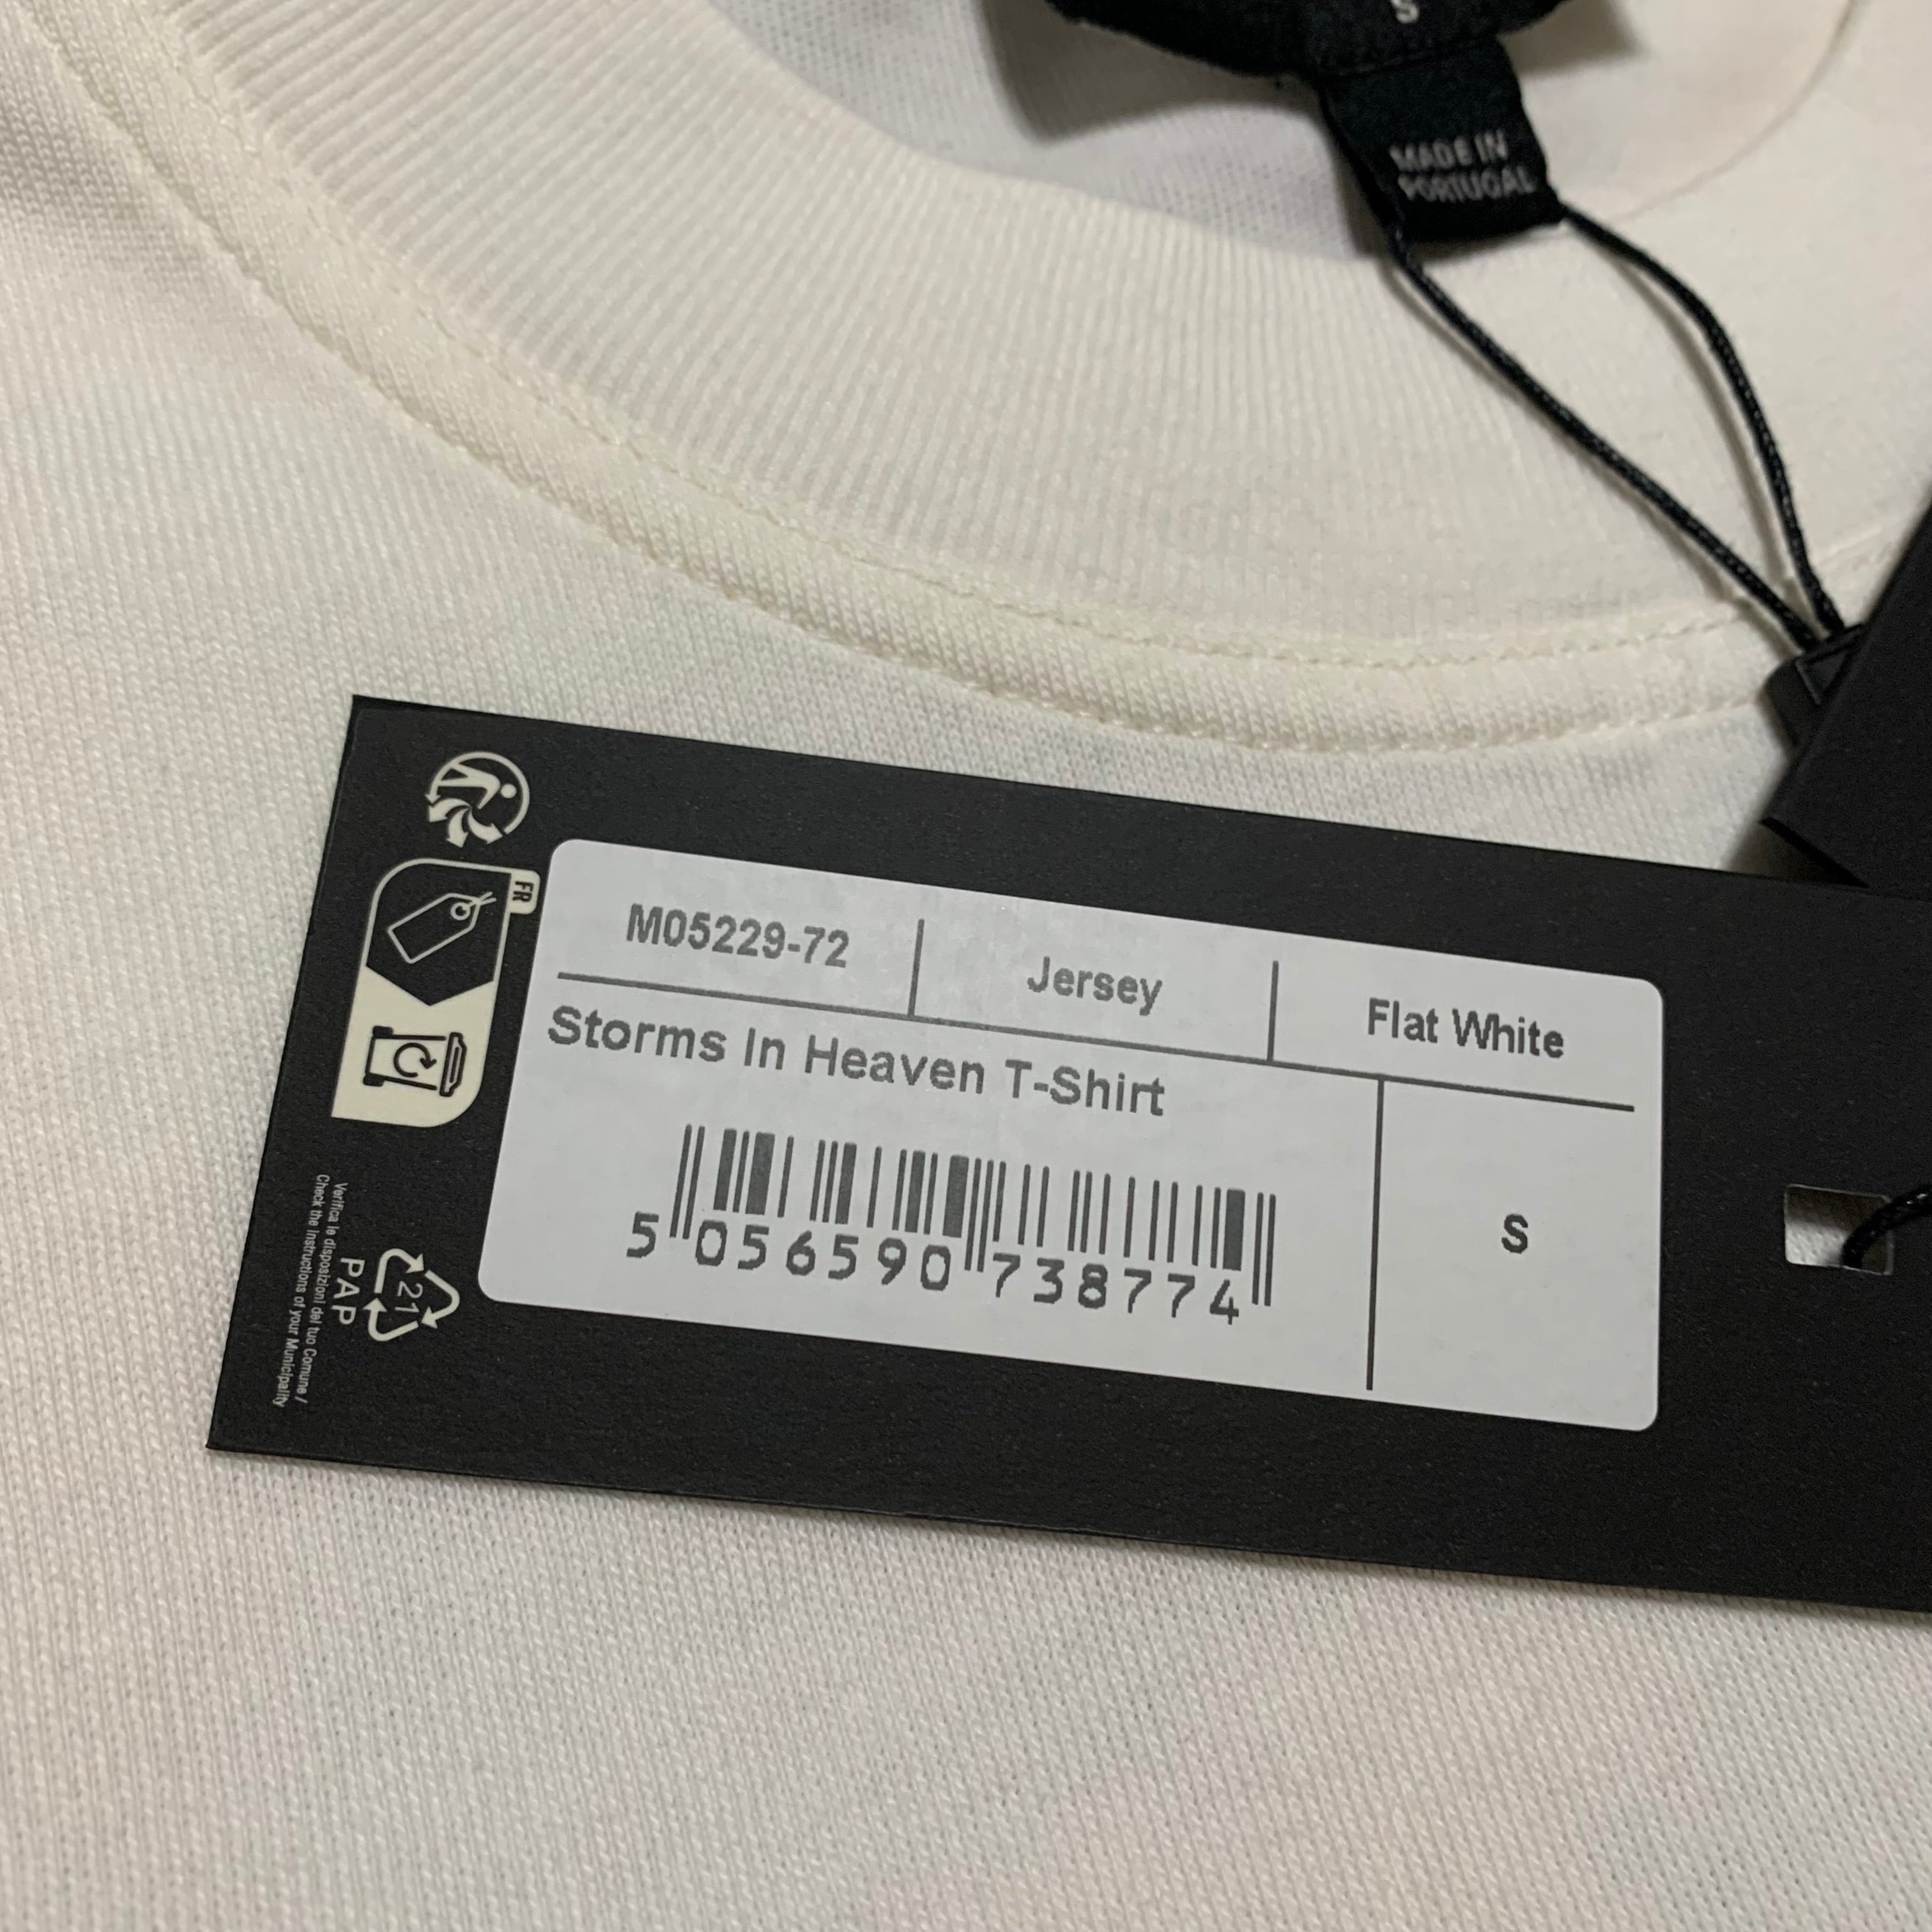 S
MADE IN
PORTUGAL
FR
M05229-72
Jersey
Flat White
Storms In Heaven T-Shirt
5 056590 738774
S
21
PAP
Verifica le disposizioni del tuo Comune /
Check the instructions of your Municipality